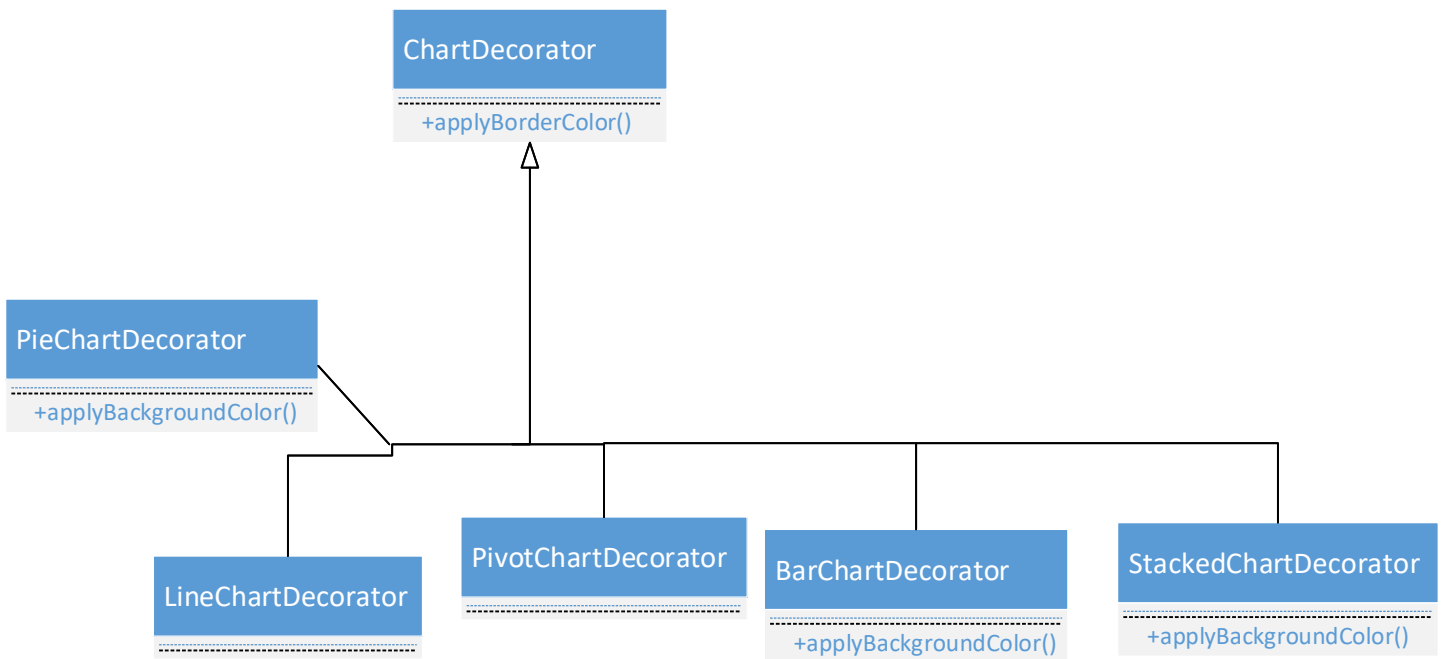 ChartDecorator
+applyBorderColor()
PieChartDecorator
+applyBackgroundColor()
LineChartDecorator
PivotChartDecorator
BarChartDecorator
+applyBackgroundColor()
StackedChartDecorator
+applyBackgroundColor()